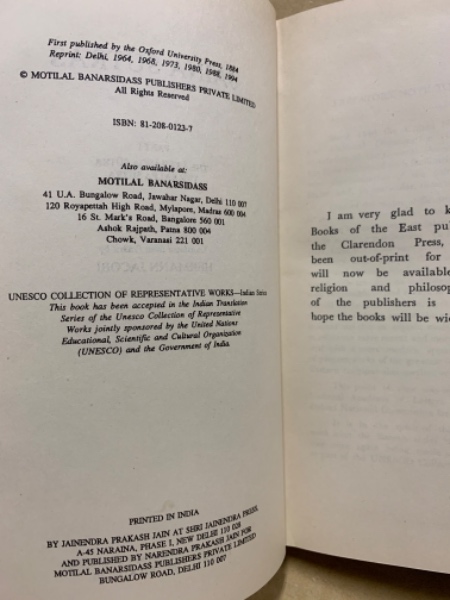 First published by the Oxford University Press, 1884
Reprint: Delhi, 1964, 1968, 1973, 1980, 1989, 1994
© MOTILAL BANARSIDASS PUBLISHERS PRIVATE LIMITED
All Rights Reserved
ISBN: 81-208-0123-7
Also available at:
MOTILAL BANARSIDASS
41 U.A. Bungalow Road, Jawahar Nagar, Delhi 110 007
120 Royapettah High Road, Mylapore, Madras 600 004
16 St. Mark's Road, Bangalore 560 001
Ashok Rajpath, Patna 800 004
Chowk, Varanasi 221 001
UNESCO COLLECTION OF REPRESENTATIVE WORKS—Indian Series
This book has been accepted in the Indian Translation
Series of the Unesco Collection of Representative
Works jointly sponsored by the United Nations
Educational, Scientific and Cultural Organization
(UNESCO) and the Government of India.
PRINTED IN INDIA
BY JAINENDRA PRAKASH JAIN AT SHRI JAINENDRA PRESS,
A-45 NARAINA, PHASE I, NEW DELHI 110 028
AND PUBLISHED BY NARENDRA PRAKASH JAIN FOR
MOTILAL BANARSIDASS PUBLISHERS PRIVATE LIMITED
BUNGALOW ROAD, DELHI 110 007
I am very glad to k
Books of the East pu
the Clarendon Press,
been out-of-print for
will now be availabl
religion and philosop
of the publishers is
hope the books will be wid